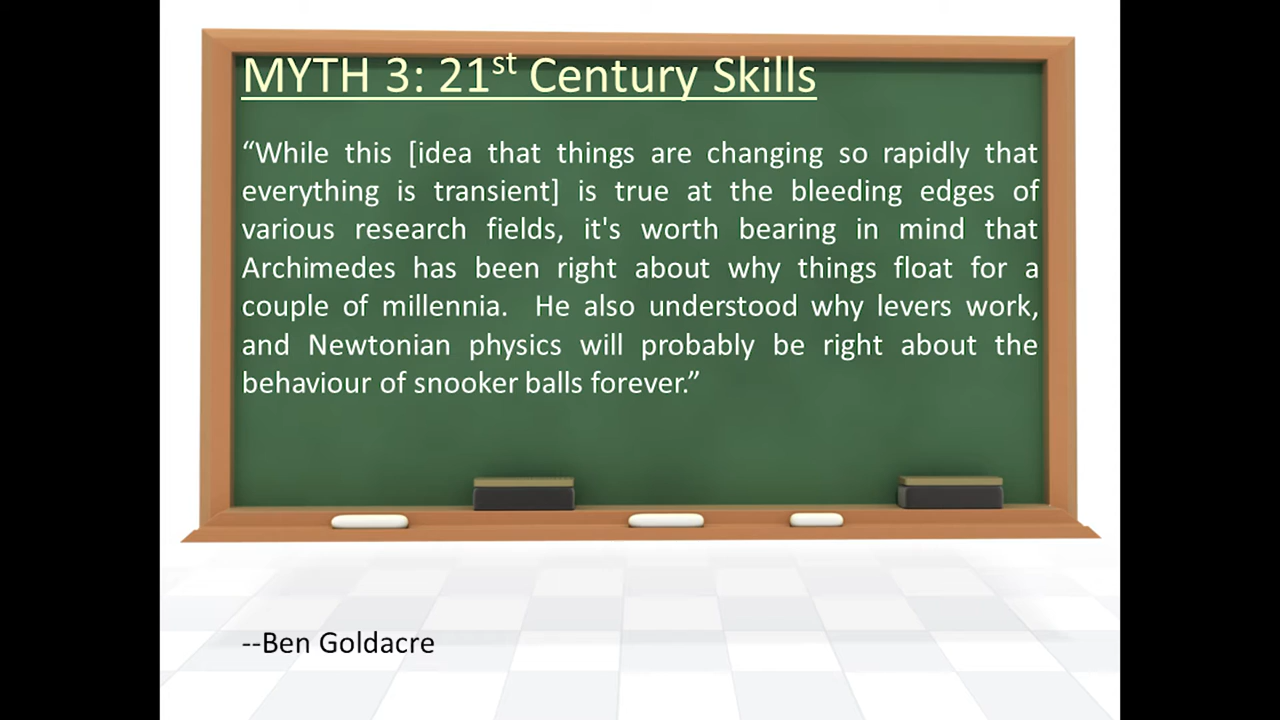 MYTH 3: 21st Century Skills
“While this [idea that things are changing so rapidly that
everything is transient] is true at the bleeding edges of
various research fields, it's worth bearing in mind that
Archimedes has been right about why things float for a
couple of millennia.  He also understood why levers work,
and Newtonian physics will probably be right about the
behaviour of snooker balls forever.”
--Ben Goldacre